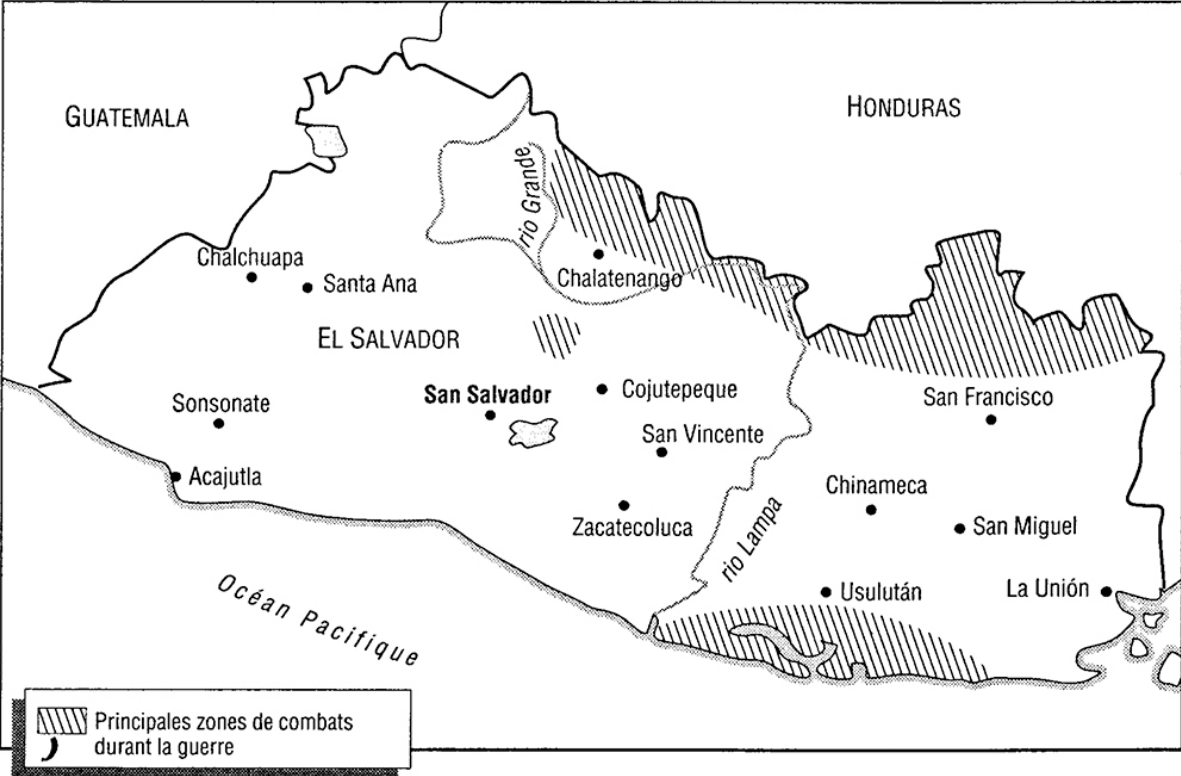 GUATEMALA
HONDURAS
rio Grande
Chalchuapa
Santa Ana
Chalatenango
EL SALVADOR
San Salvador
Cojutepeque
San Francisco
Sonsonate
San Vincente
Acajutla
Chinameca
Zacatecoluca
rio Lampa
San Miguel
Usulután
La Unión
Océan Pacifique
Principales zones de combats
durant la guerre